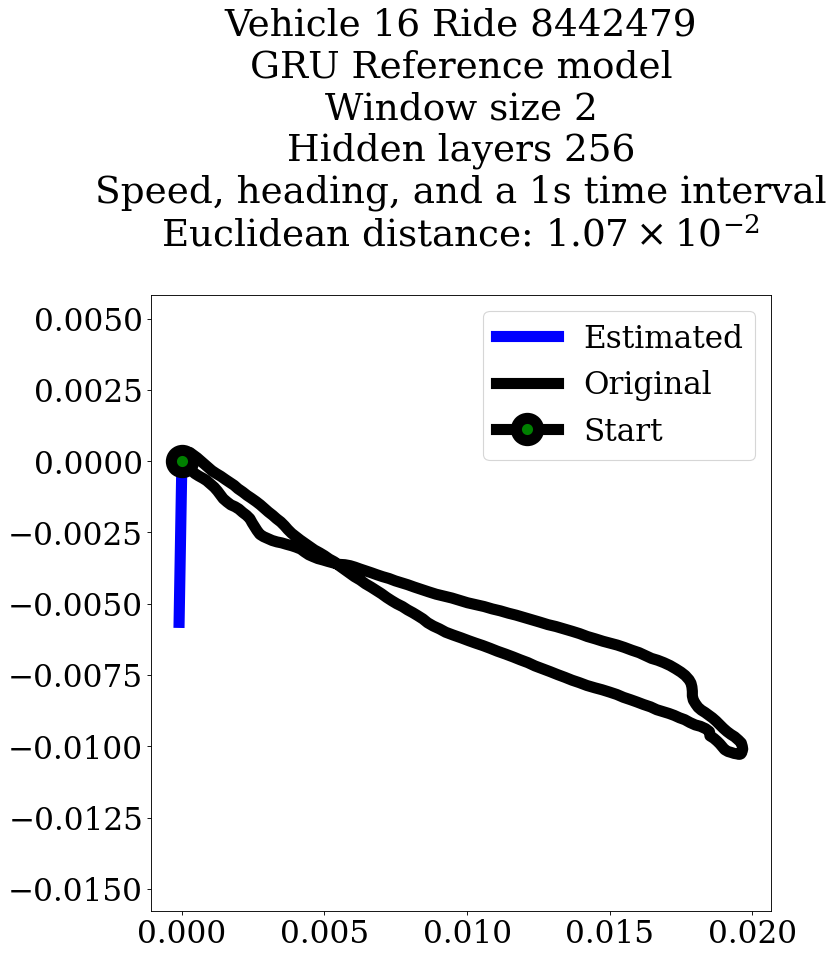 Vehicle 16 Ride 8442479
GRU Reference model
Window size 2
Hidden layers 256
Speed, heading, and a 1s time interval
Euclidean distance: 1.07 × 10⁻²
Estimated
Original
Start
0.0050
0.0025
0.0000
−0.0025
−0.0050
−0.0075
−0.0100
−0.0125
−0.0150
0.000 0.005 0.010 0.015 0.020